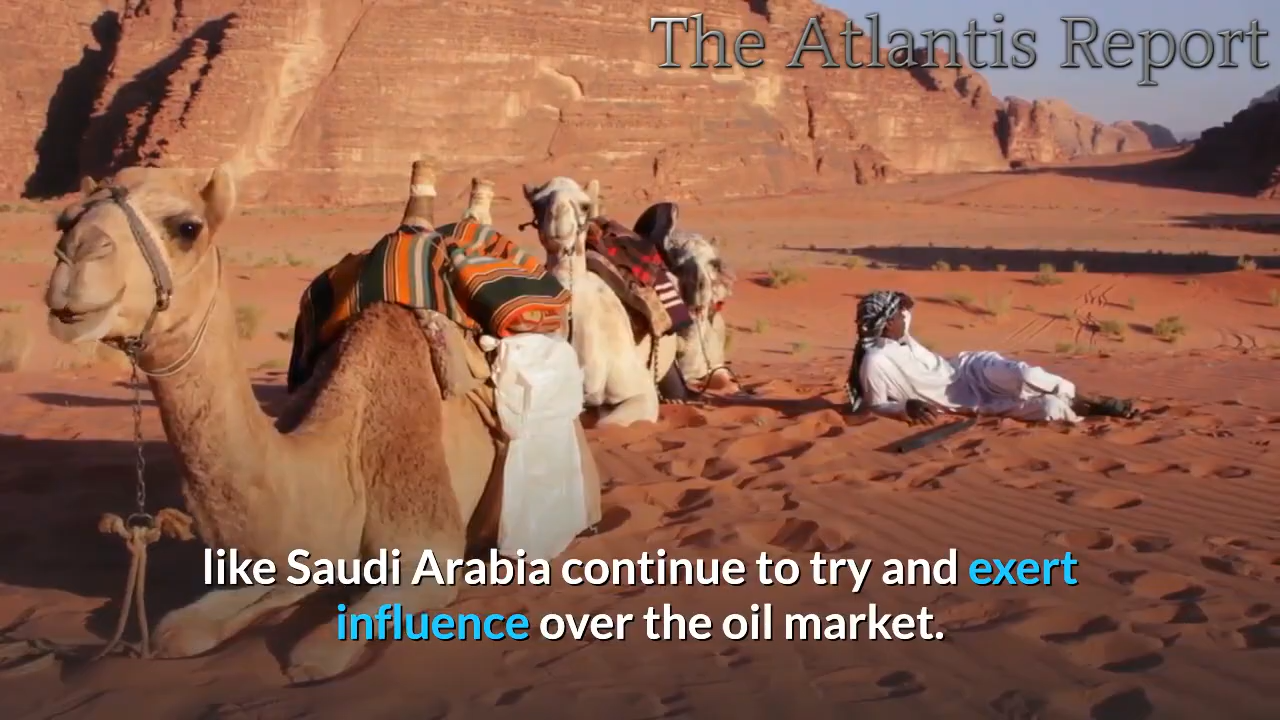 The Atlantis Report
like Saudi Arabia continue to try and exert
influence over the oil market.